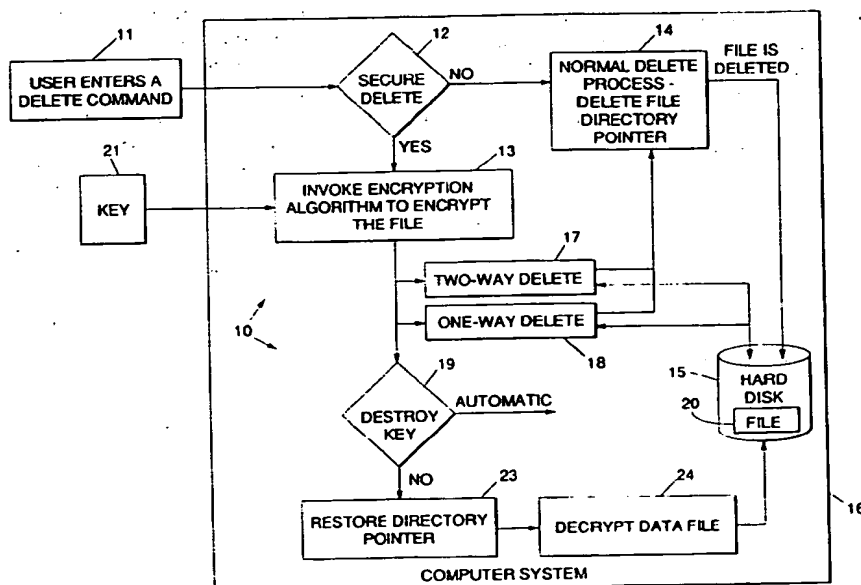 11
USER ENTERS A
DELETE COMMAND
12
SECURE
DELETE
NO
YES
14
NORMAL DELETE
PROCESS -
DELETE FILE
DIRECTORY
POINTER
FILE IS
DELETED
21
KEY
13
INVOKE ENCRYPTION
ALGORITHM TO ENCRYPT
THE FILE
17
TWO-WAY DELETE
ONE-WAY DELETE
18
10
19
DESTROY
KEY
AUTOMATIC
NO
15
HARD
DISK
20
FILE
23
RESTORE DIRECTORY
POINTER
24
DECRYPT DATA FILE
16
COMPUTER SYSTEM